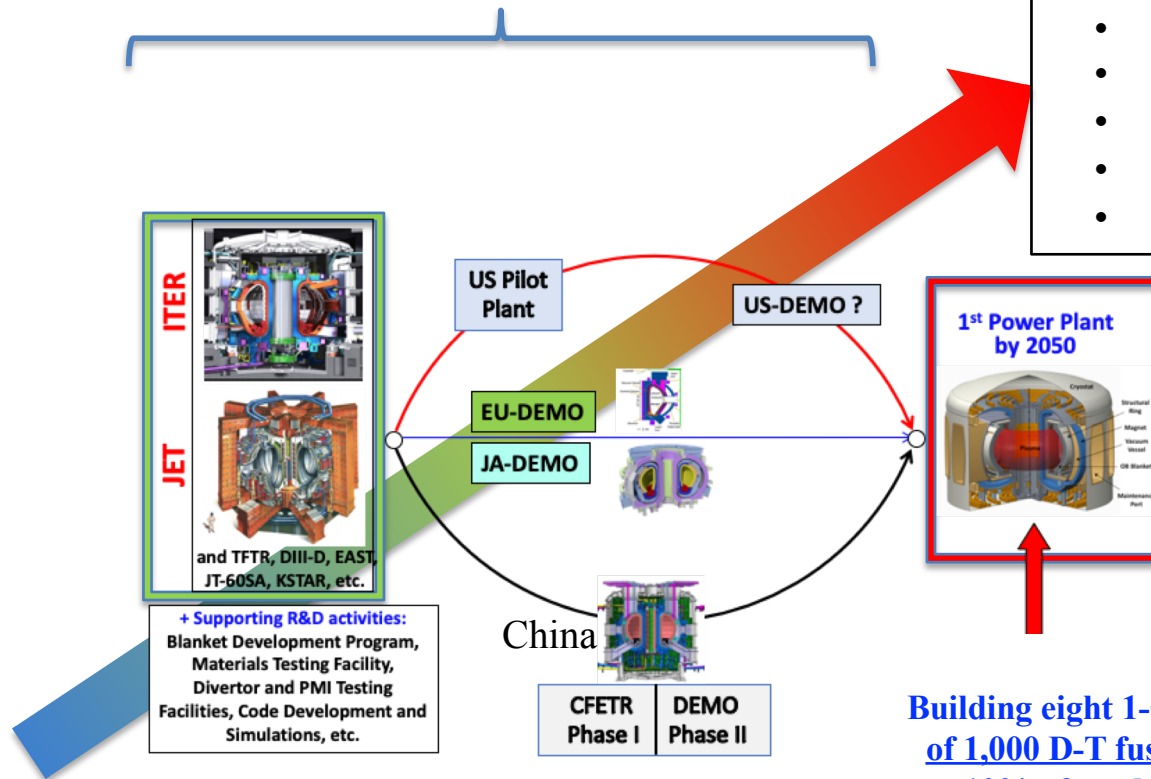 ITER
JET
and TFTR, DIII-D, EAST,
JT-60SA, KSTAR, etc.
+ Supporting R&D activities:
Blanket Development Program,
Materials Testing Facility,
Divertor and PMI Testing
Facilities, Code Development and
Simulations, etc.
US Pilot
Plant
US-DEMO ?
EU-DEMO
JA-DEMO
China
CFETR
Phase I
DEMO
Phase II
•
•
•
•
•
1st Power Plant
by 2050
Cryostat
Structural
Ring
Magnet
Vacuum
Vessel
OB Blanket
Maintenance
Port
Plasma
Building eight 1-
of 1,000 D-T fus